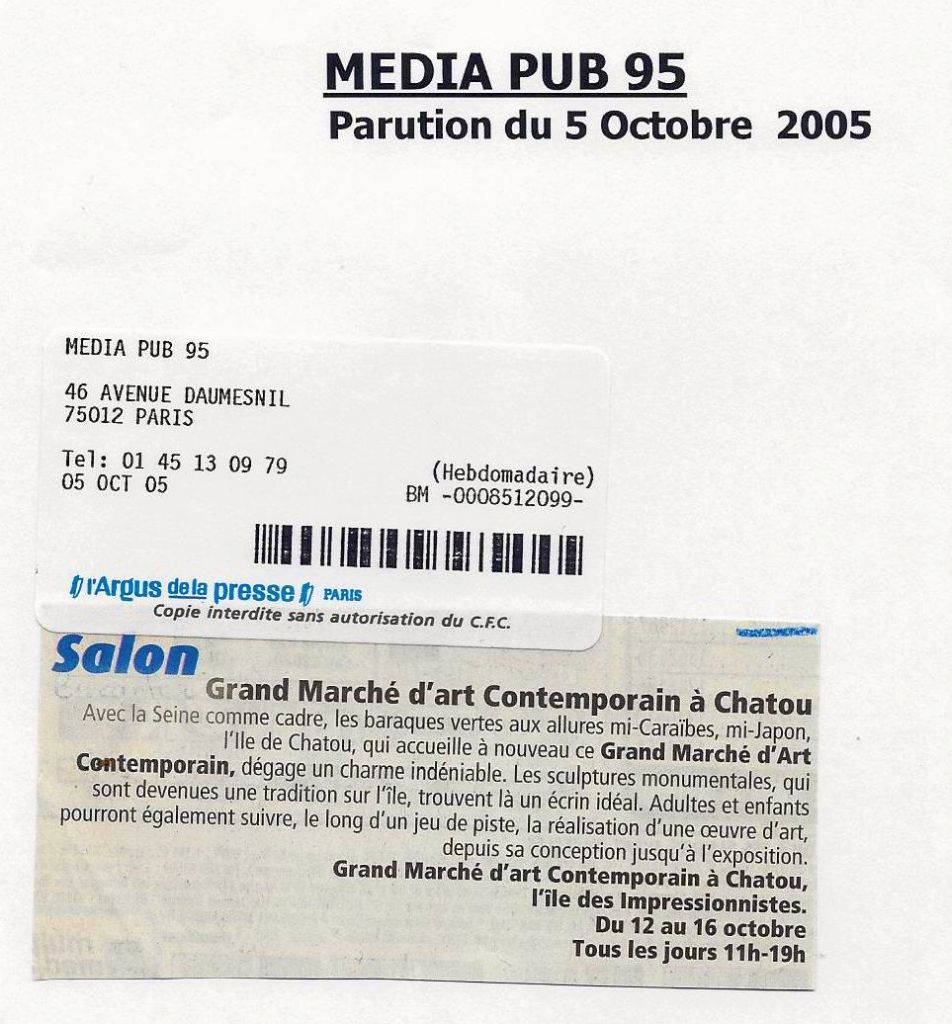 MEDIA PUB 95
Parution du 5 Octobre 2005
MEDIA PUB 95
46 AVENUE DAUMESNIL
75012 PARIS
Tel: 01 45 13 09 79
(Hebdomadaire)
05 OCT 05
BM -0008512099-
l'Argus de la presse PARIS
Copie interdite sans autorisation du C.F.C.
Salon
Grand Marché d'art Contemporain à Chatou
Avec la Seine comme cadre, les baraques vertes aux allures mi-Caraïbes, mi-Japon,
l'Ile de Chatou, qui accueille à nouveau ce Grand Marché d'Art
Contemporain, dégage un charme indéniable. Les sculptures monumentales, qui
sont devenues une tradition sur l'île, trouvent là un écrin idéal. Adultes et enfants
pourront également suivre, le long d'un jeu de piste, la réalisation d'une œuvre d'art,
depuis sa conception jusqu'à l'exposition.
Grand Marché d'art Contemporain à Chatou,
l'île des Impressionnistes.
Du 12 au 16 octobre
Tous les jours 11h-19h